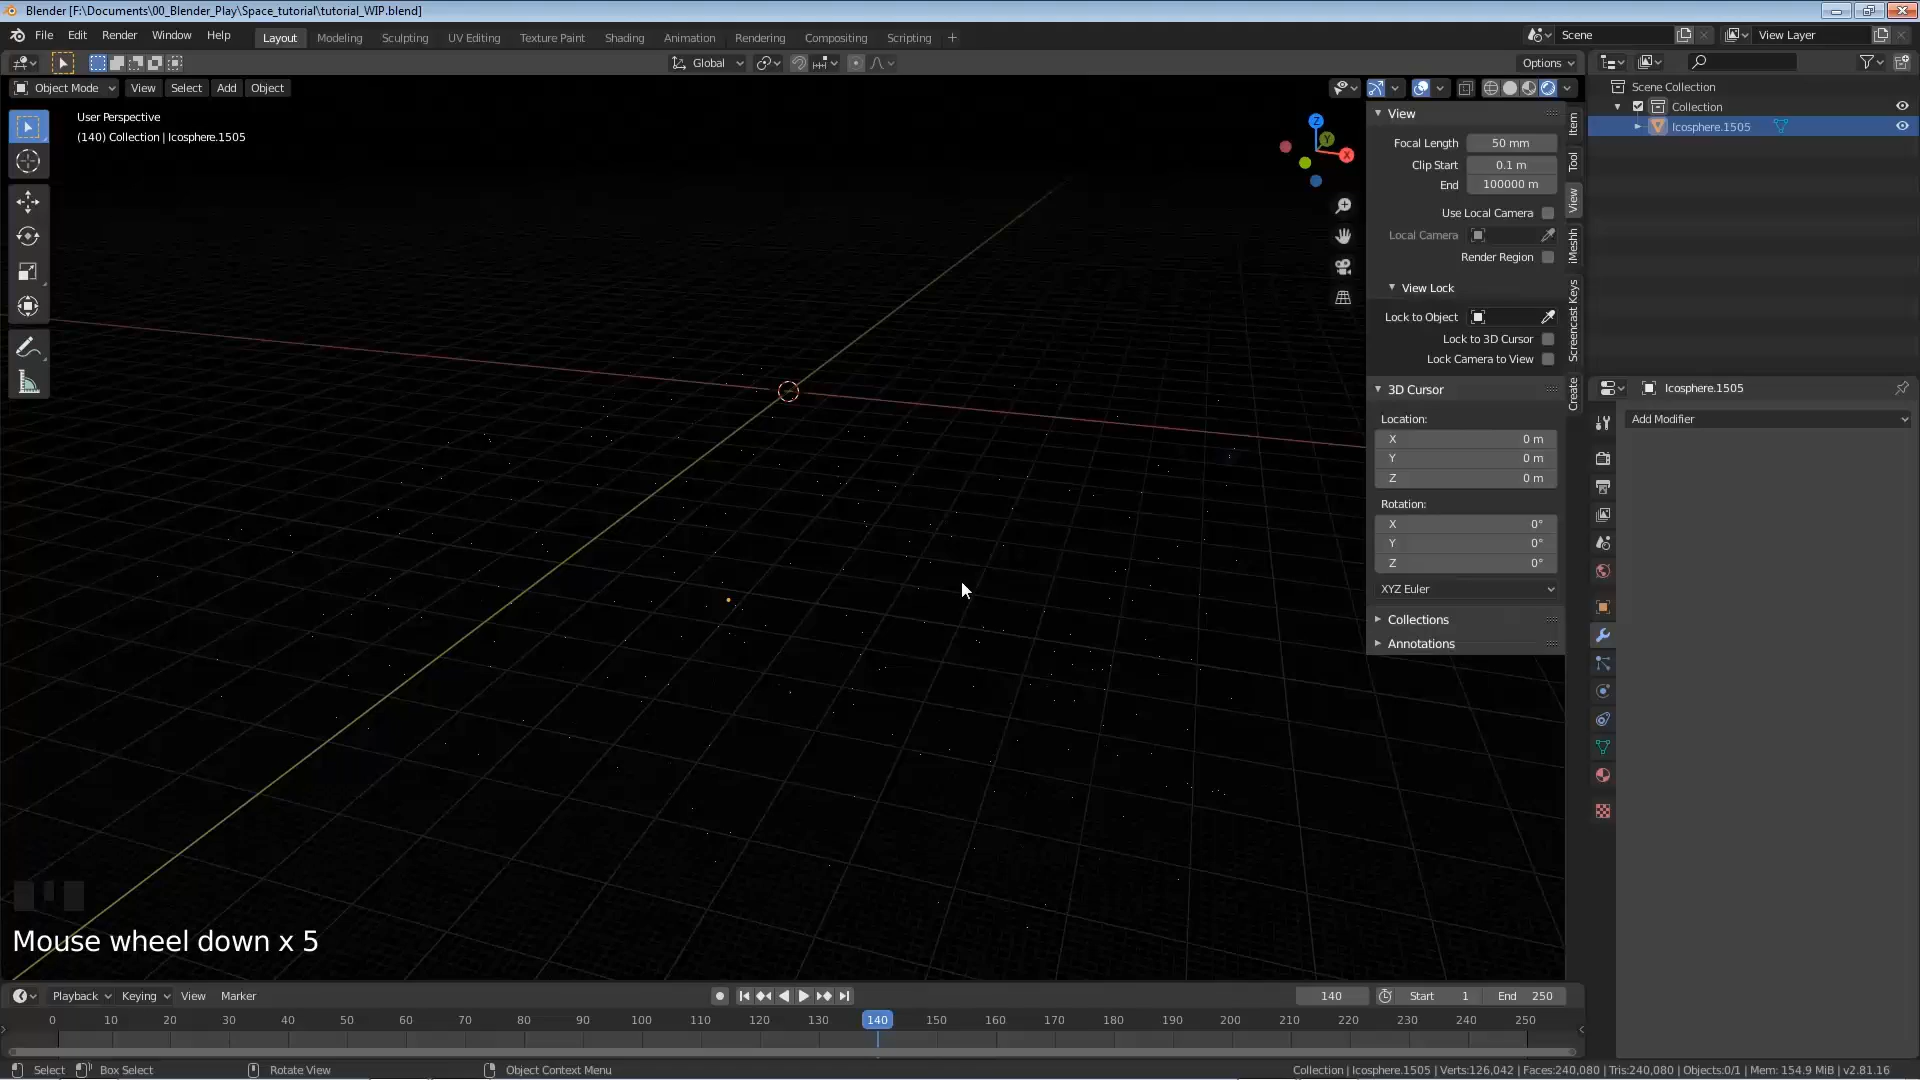 Blender [F:\Documents\00_Blender_Play\Space_tutorial\tutorial_WIP.blend]
File Edit Render Window Help
Layout Modeling Sculpting UV Editing Texture Paint Shading Animation Rendering Compositing Scripting +
Scene
View Layer
Global
Options
Object Mode View Select Add Object
User Perspective
(140) Collection | Icosphere.1505
Z
Y
X
View
Focal Length 50 mm
Clip Start 0.1 m
End 100000 m
Use Local Camera
Local Camera
Render Region
View Lock
Lock to Object
Lock to 3D Cursor
Lock Camera to View
3D Cursor
Location:
X 0 m
Y 0 m
Z 0 m
Rotation:
X 0°
Y 0°
Z 0°
XYZ Euler
Collections
Annotations
Item
Tool
View
iMeshh
Screencast Keys
Create
Scene Collection
Collection
Icosphere.1505
Icosphere.1505
Add Modifier
Mouse wheel down x 5
Playback Keying View Marker
140 Start 1 End 250
0 10 20 30 40 50 60 70 80 90 100 110 120 130 140 150 160 170 180 190 200 210 220 230 240 250
Select Box Select Rotate View Object Context Menu
Collection | Icosphere.1505 | Verts:126,042 | Faces:240,080 | Tris:240,080 | Objects:0/1 | Mem: 154.9 MiB | v2.81.16